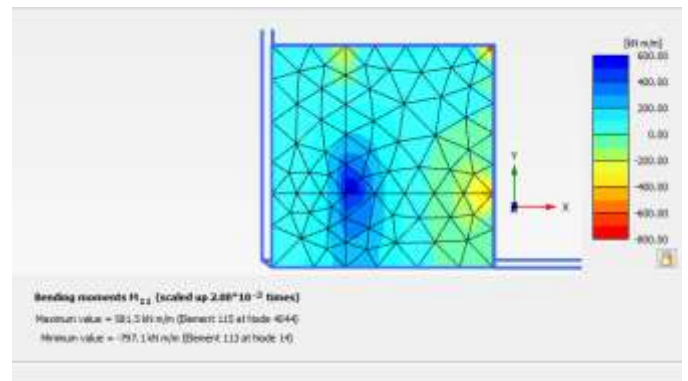 [kN m/m]
600.00
400.00
200.00
0.00
-200.00
-400.00
-600.00
-800.00
Y
X
Bending moments M11 (scaled up 2.00*10-3 times)
Maximum value = 581.5 kN m/m (Element 115 at Node 4044)
Minimum value = -797.1 kN m/m (Element 113 at Node 14)